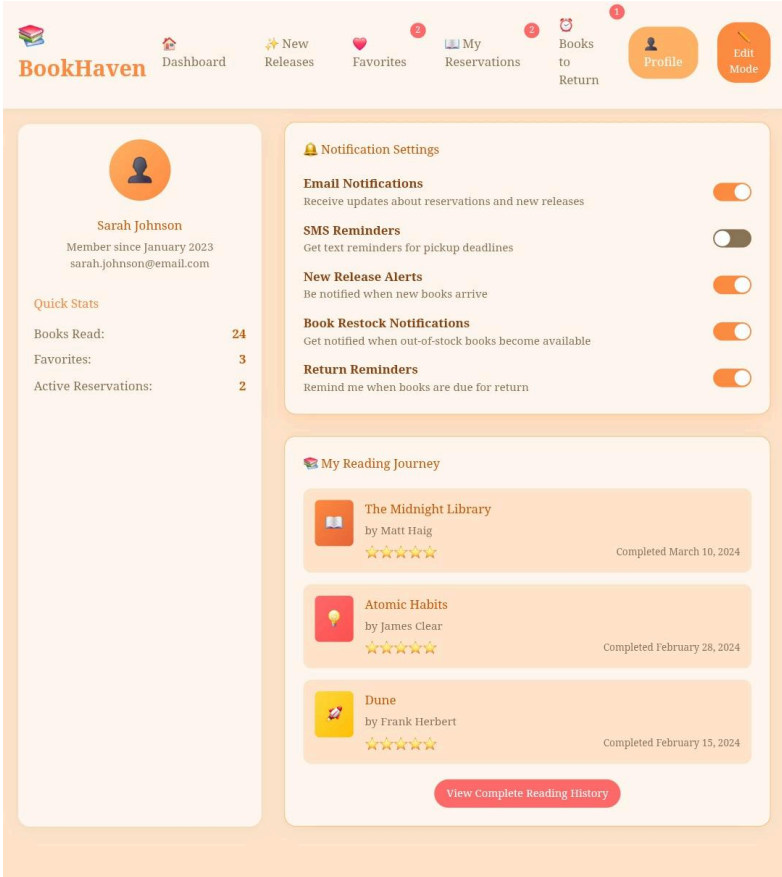 BookHaven
Dashboard
New
Releases
Favorites
2
My
Reservations
2
Books
to
Return
1
Profile
Edit
Mode
Sarah Johnson
Member since January 2023
sarah.johnson@email.com
Quick Stats
Books Read: 24
Favorites: 3
Active Reservations: 2
Notification Settings
Email Notifications
Receive updates about reservations and new releases
SMS Reminders
Get text reminders for pickup deadlines
New Release Alerts
Be notified when new books arrive
Book Restock Notifications
Get notified when out-of-stock books become available
Return Reminders
Remind me when books are due for return
My Reading Journey
The Midnight Library
by Matt Haig
Completed March 10, 2024
Atomic Habits
by James Clear
Completed February 28, 2024
Dune
by Frank Herbert
Completed February 15, 2024
View Complete Reading History